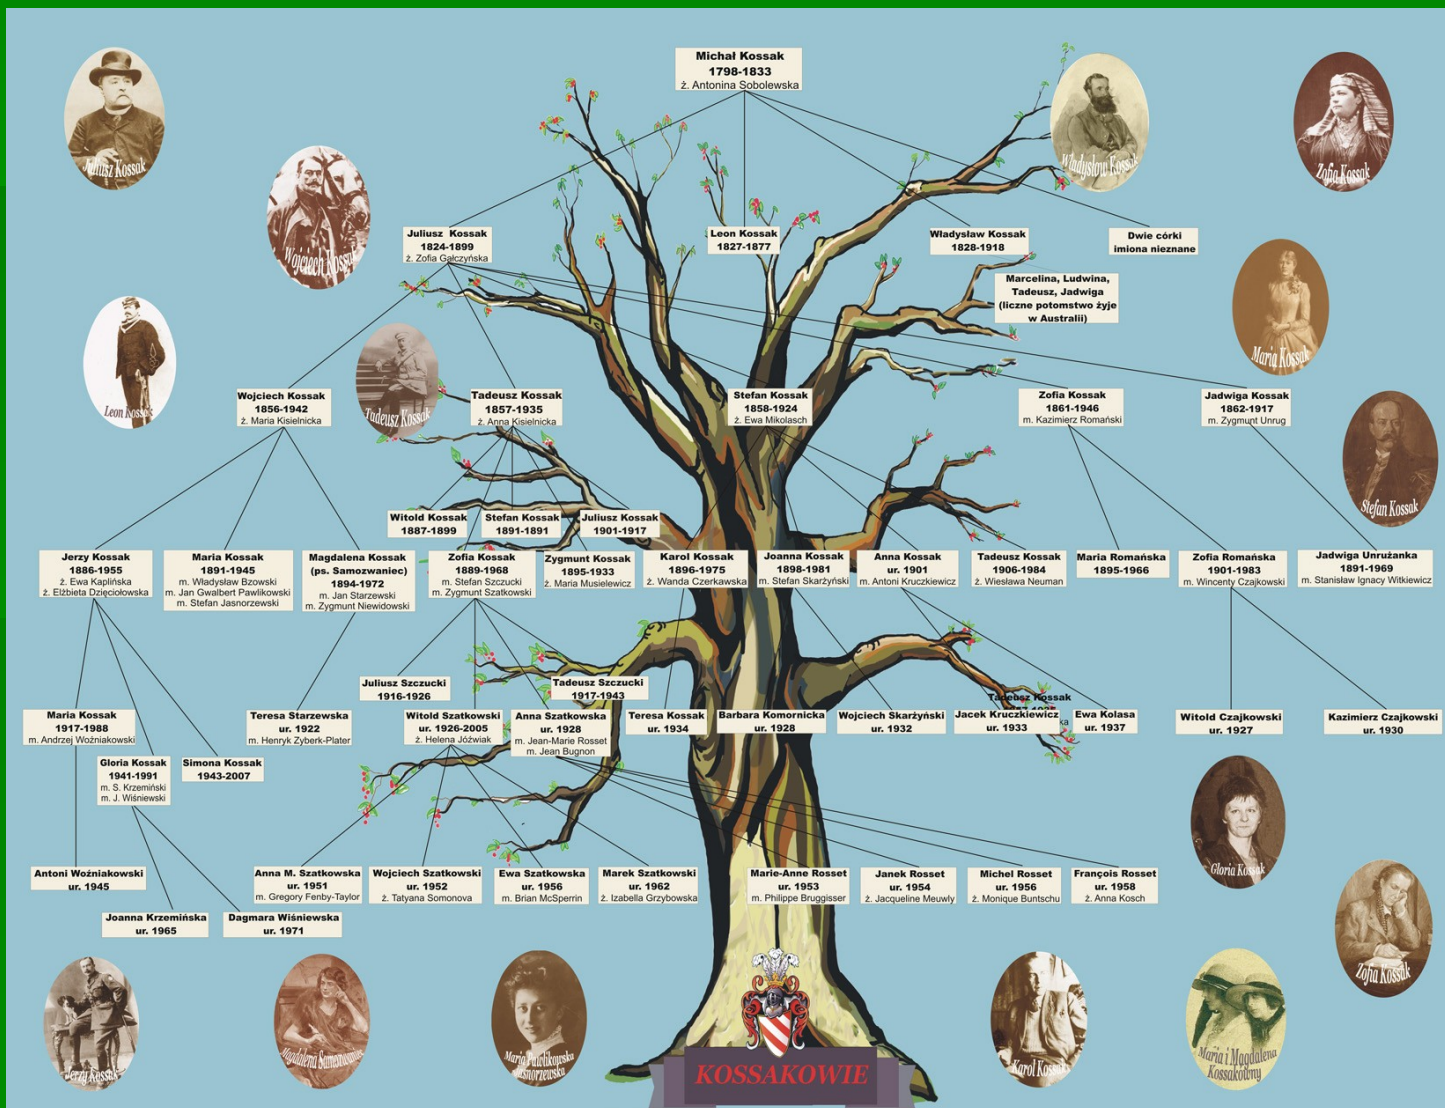 Michał Kossak
1798-1833
ż. Antonina Sobolewska
Juliusz Kossak
Wojciech Kossak
Władysłow Kossak
Zofia Kossak
Juliusz Kossak
1824-1899
ż. Zofia Gałczyńska
Leon Kossak
1827-1877
Władysław Kossak
1828-1918
Dwie córki
imiona nieznane
Marcelina, Ludwina,
Tadeusz, Jadwiga
(liczne potomstwo żyje
w Australii)
Maria Kossak
Leon Kossak
Tadeusz Kossak
Stefan Kossak
Wojciech Kossak
1856-1942
ż. Maria Kisielnicka
Tadeusz Kossak
1857-1935
ż. Anna Kisielnicka
Stefan Kossak
1858-1924
ż. Ewa Mikolasch
Zofia Kossak
1861-1946
m. Kazimierz Romański
Jadwiga Kossak
1862-1917
m. Zygmunt Unrug
Witold Kossak
1887-1899
Stefan Kossak
1891-1891
Juliusz Kossak
1901-1917
Jerzy Kossak
1886-1955
ż. Ewa Kaplińska
ż. Elżbieta Dzięciołowska
Maria Kossak
1891-1945
m. Władysław Bzowski
m. Jan Gwalbert Pawlikowski
m. Stefan Jasnorzewski
Magdalena Kossak
(ps. Samozwaniec)
1894-1972
m. Jan Starzewski
m. Zygmunt Niewidowski
Zofia Kossak
1889-1968
m. Stefan Szczucki
m. Zygmunt Szatkowski
Zygmunt Kossak
1895-1933
ż. Maria Musielewicz
Karol Kossak
1896-1975
ż. Wanda Czerkawska
Joanna Kossak
1898-1981
m. Stefan Skarżyński
Anna Kossak
ur. 1901
m. Antoni Kruczkiewicz
Tadeusz Kossak
1906-1984
ż. Wiesława Neuman
Maria Romańska
1895-1966
Zofia Romańska
1901-1983
m. Wincenty Czajkowski
Jadwiga Unrużanka
1891-1969
m. Stanisław Ignacy Witkiewicz
Juliusz Szczucki
1916-1926
Tadeusz Szczucki
1917-1943
Maria Kossak
1917-1988
m. Andrzej Woźniakowski
Teresa Starzewska
ur. 1922
m. Henryk Zyberk-Plater
Witold Szatkowski
ur. 1926-2005
ż. Helena Jóźwiak
Anna Szatkowska
ur. 1928
m. Jean-Marie Rosset
m. Jean Bugnon
Teresa Kossak
ur. 1934
Barbara Komornicka
ur. 1928
Wojciech Skarżyński
ur. 1932
Tadeusz Kossak
Jacek Kruczkiewicz
ur. 1933
Ewa Kolasa
ur. 1937
Witold Czajkowski
ur. 1927
Kazimierz Czajkowski
ur. 1930
Gloria Kossak
1941-1991
m. S. Krzemiński
m. J. Wiśniewski
Simona Kossak
1943-2007
Gloria Kossak
Antoni Woźniakowski
ur. 1945
Anna M. Szatkowska
ur. 1951
m. Gregory Fenby-Taylor
Wojciech Szatkowski
ur. 1952
ż. Tatyana Somonova
Ewa Szatkowska
ur. 1956
m. Brian McSperrin
Marek Szatkowski
ur. 1962
ż. Izabella Grzybowska
Marie-Anne Rosset
ur. 1953
m. Philippe Bruggisser
Janek Rosset
ur. 1954
ż. Jacqueline Meuwly
Michel Rosset
ur. 1956
ż. Monique Buntschu
François Rosset
ur. 1958
ż. Anna Kosch
Joanna Krzemińska
ur. 1965
Dagmara Wiśniewska
ur. 1971
Zofia Kossak
Jerzy Kossak
Magdalena Samozwaniec
Maria Pawlikowska
Jasnorzewska
Karol Kossak
Maria i Magdalena
Kossakówny
KOSSAKOWIE